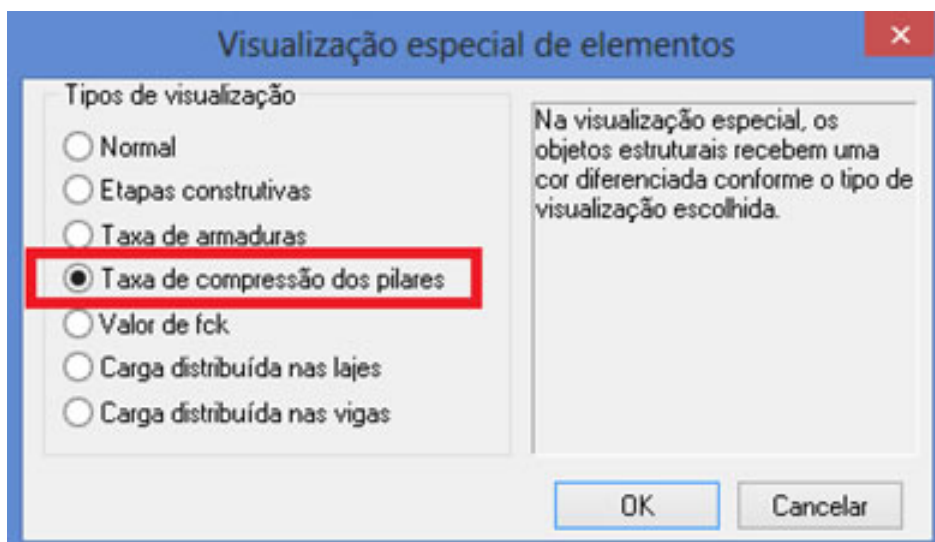 Visualização especial de elementos
Tipos de visualização
Normal
Etapas construtivas
Taxa de armaduras
Taxa de compressão dos pilares
Valor de fck
Carga distribuída nas lajes
Carga distribuída nas vigas
Na visualização especial, os
objetos estruturais recebem uma
cor diferenciada conforme o tipo de
visualização escolhida.
OK
Cancelar